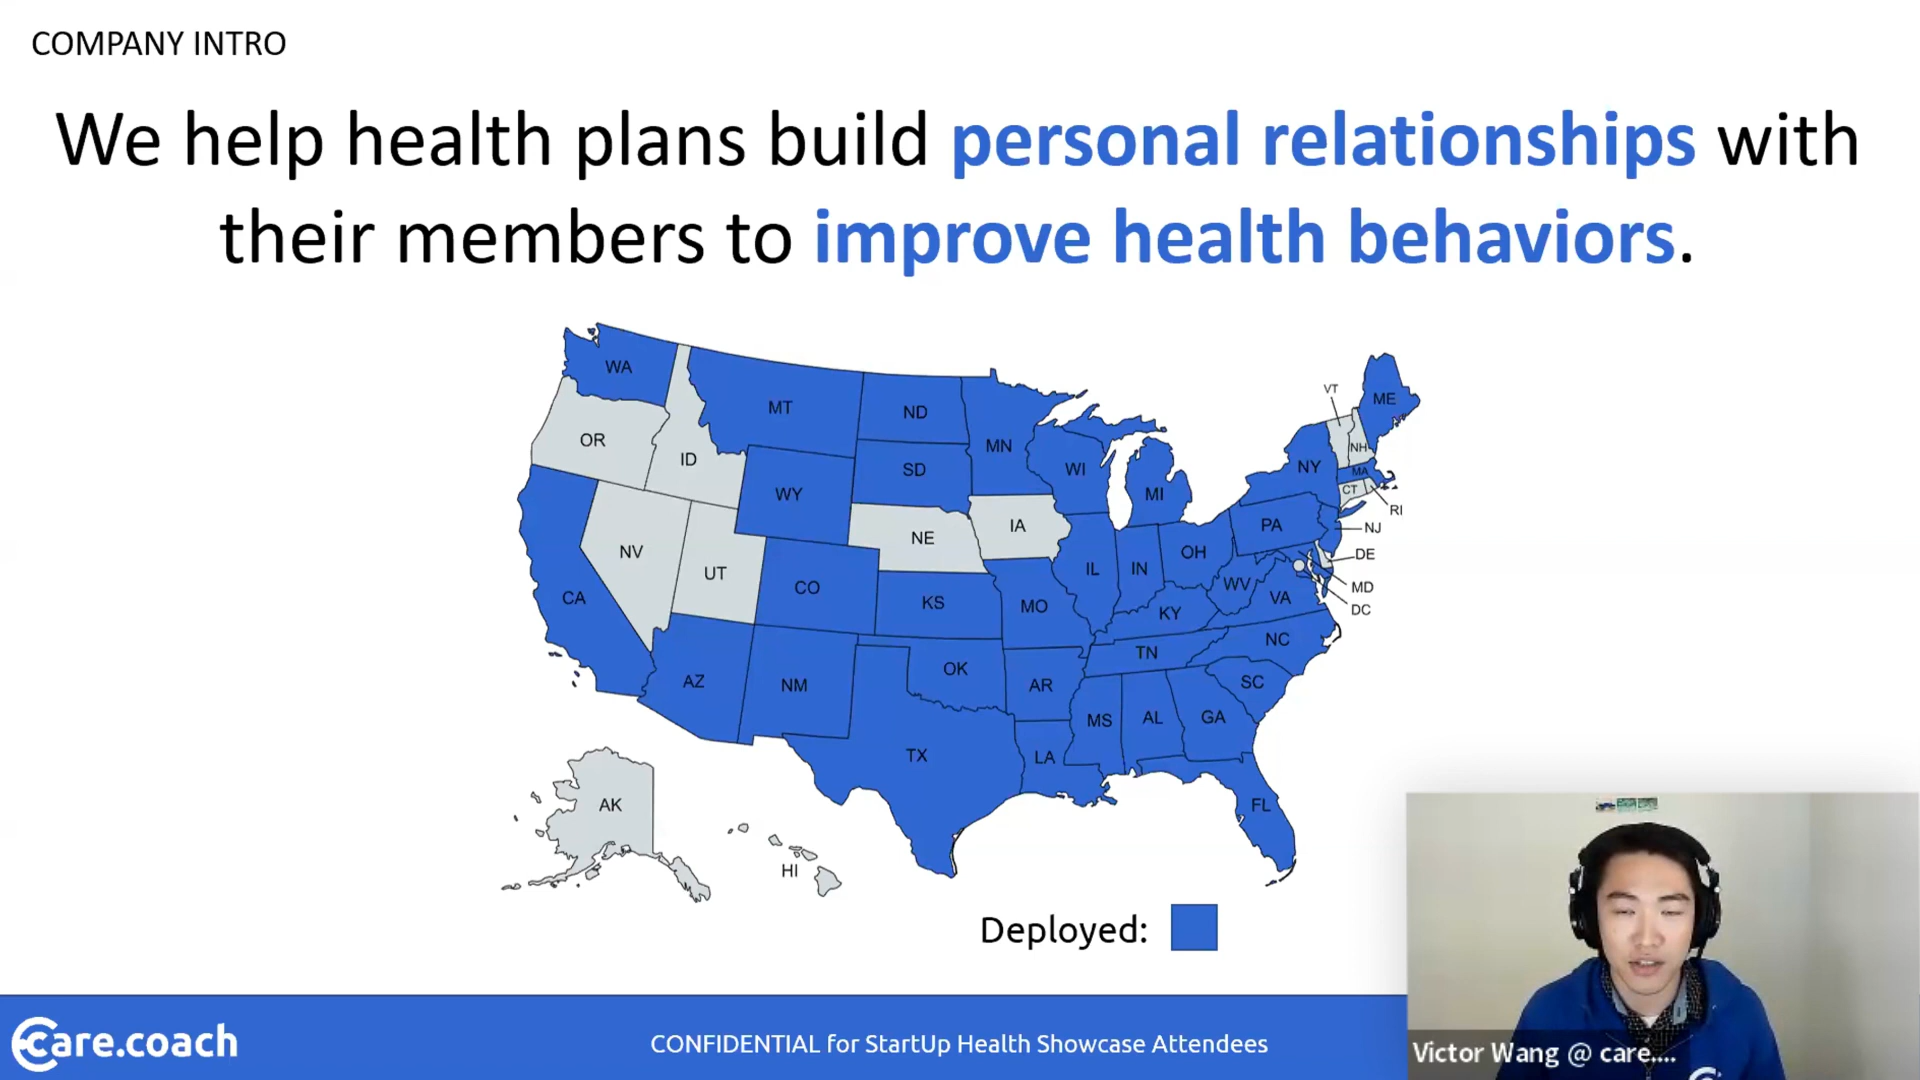 COMPANY INTRO
We help health plans build personal relationships with
their members to improve health behaviors.
WA
MT
ND
MN
VT
ME
OR
ID
WY
SD
WI
MI
NY
NH
MA
CT
RI
NV
UT
CO
NE
IA
IL
IN
OH
PA
NJ
DE
MD
DC
CA
KS
MO
KY
WV
VA
AZ
NM
OK
AR
TN
NC
SC
TX
LA
MS
AL
GA
FL
AK
HI
Deployed:
care.coach
CONFIDENTIAL for StartUp Health Showcase Attendees
Victor Wang @ care....